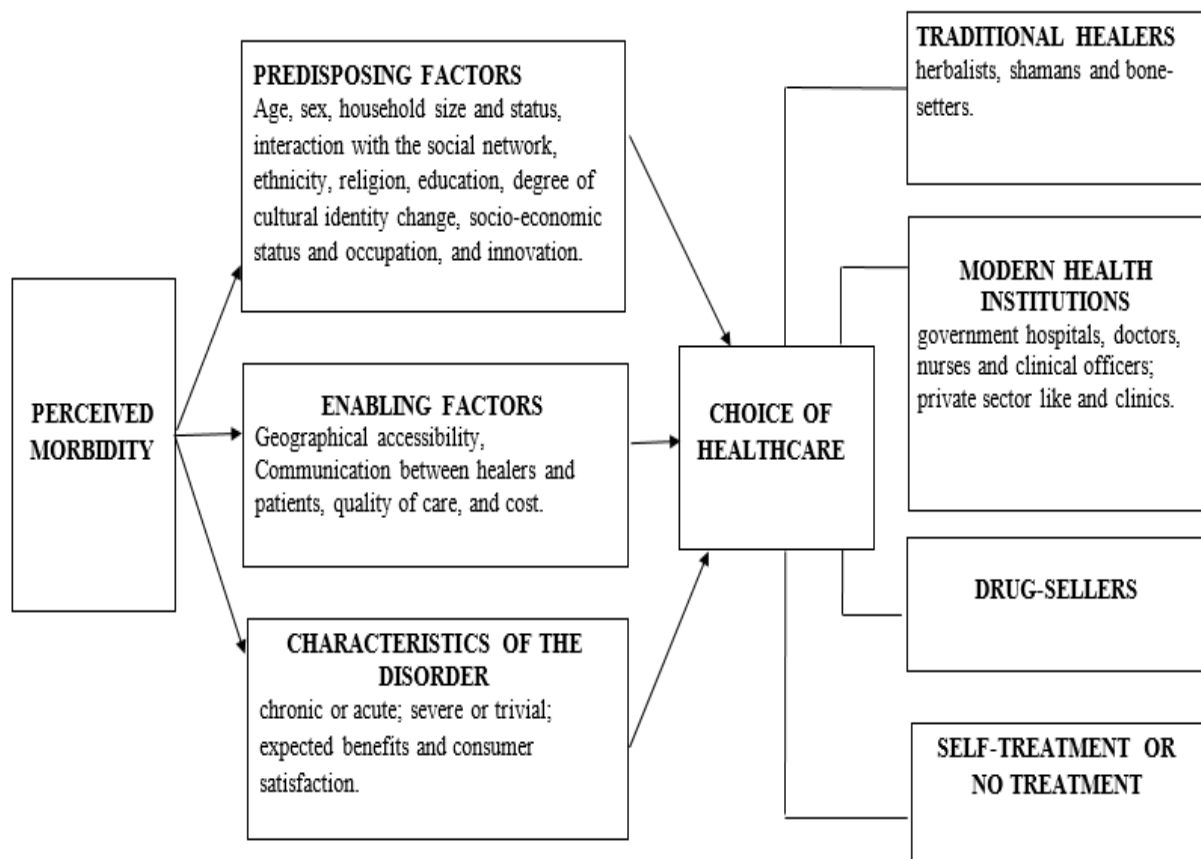 PERCEIVED
MORBIDITY
PREDISPOSING FACTORS
Age, sex, household size and status,
interaction with the social network,
ethnicity, religion, education, degree of
cultural identity change, socio-economic
status and occupation, and innovation.
ENABLING FACTORS
Geographical accessibility,
Communication between healers and
patients, quality of care, and cost.
CHARACTERISTICS OF THE
DISORDER
chronic or acute; severe or trivial;
expected benefits and consumer
satisfaction.
CHOICE OF
HEALTHCARE
TRADITIONAL HEALERS
herbalists, shamans and bone-
setters.
MODERN HEALTH
INSTITUTIONS
government hospitals, doctors,
nurses and clinical officers;
private sector like and clinics.
DRUG-SELLERS
SELF-TREATMENT OR
NO TREATMENT